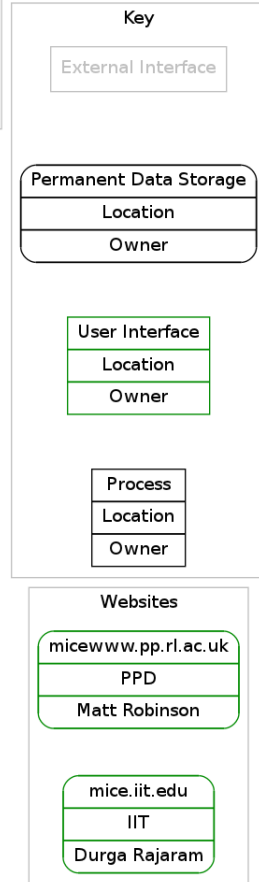 Key
External Interface
Permanent Data Storage
Location
Owner
User Interface
Location
Owner
Process
Location
Owner
Websites
micewww.pp.rl.ac.uk
PPD
Matt Robinson
mice.iit.edu
IIT
Durga Rajaram